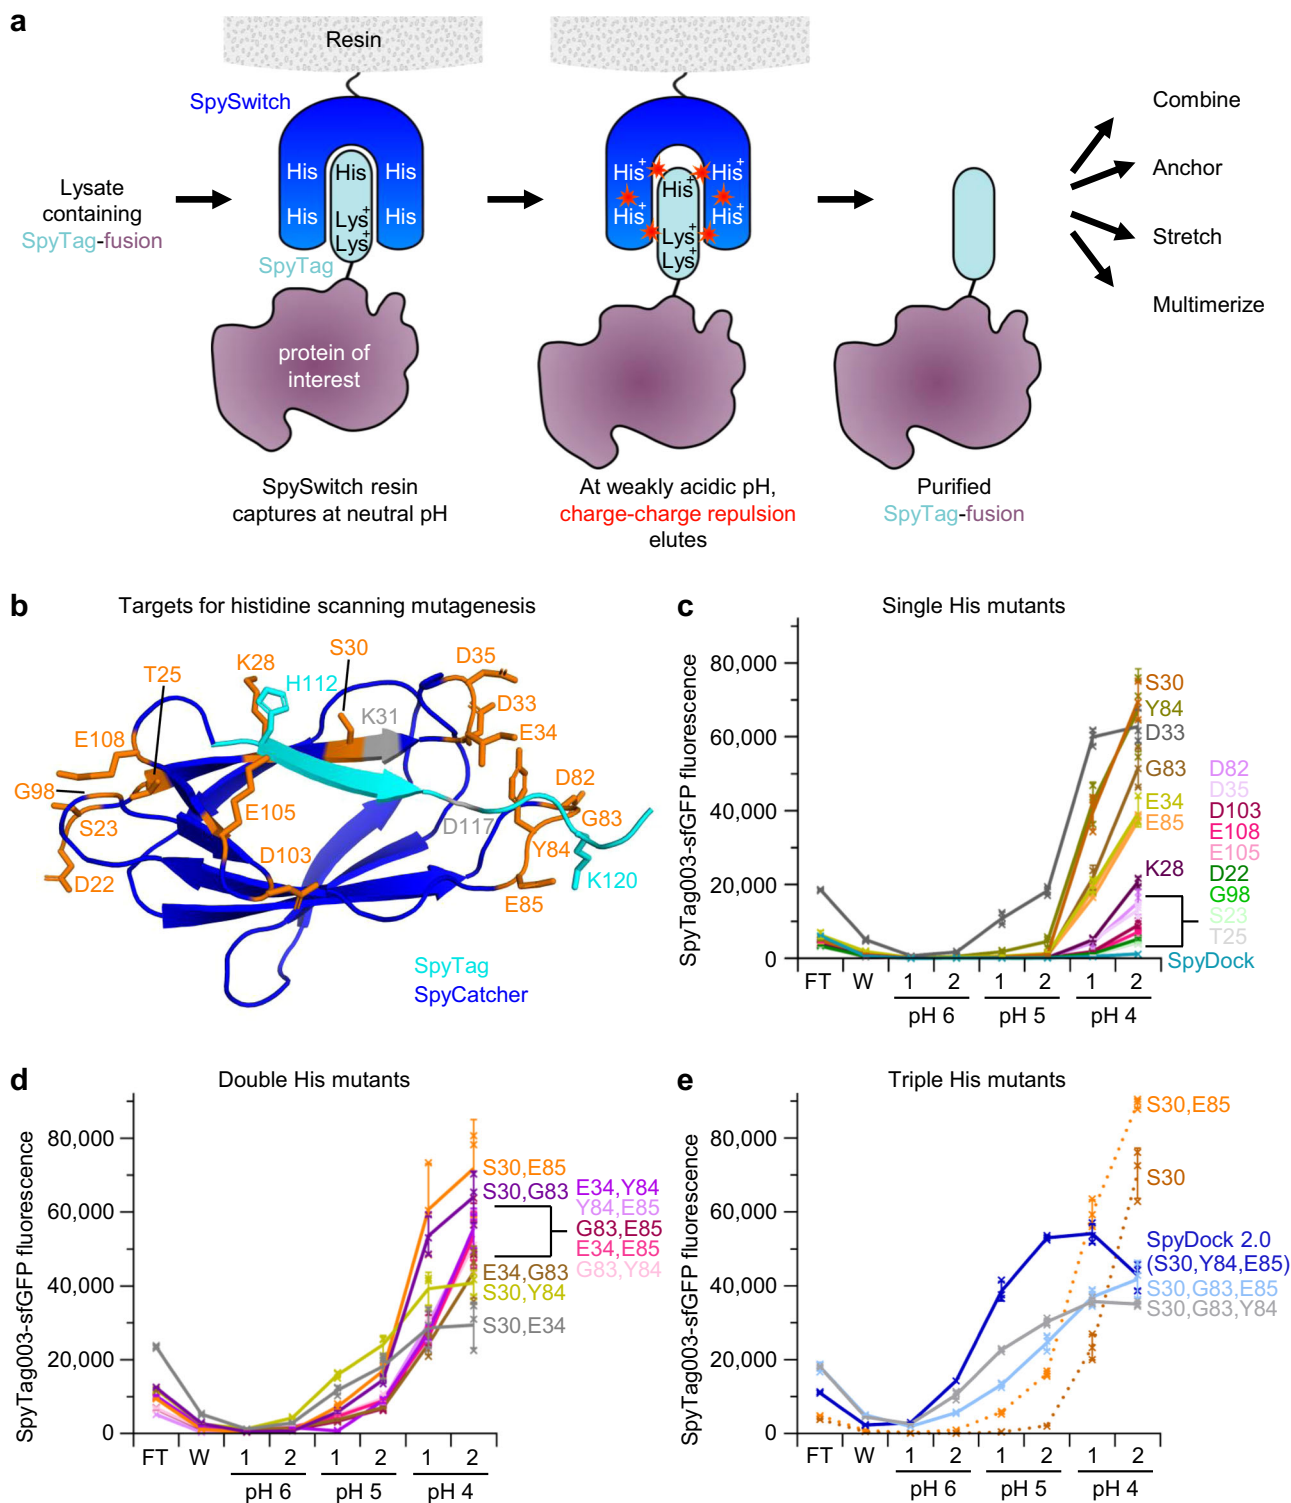 a
Resin
SpySwitch
His
His
His
His
His
Lys+
Lys+
SpyTag
Lysate
containing
SpyTag-fusion
protein of
interest
SpySwitch resin
captures at neutral pH
His+
His+
His+
His+
His+
Lys+
Lys+
At weakly acidic pH,
charge-charge repulsion
elutes
Purified
SpyTag-fusion
Combine
Anchor
Stretch
Multimerize
b
Targets for histidine scanning mutagenesis
T25
K28
H112
S30
K31
D35
D33
E34
E108
G98
S23
D22
E105
D103
D117
D82
G83
Y84
E85
K120
SpyTag
SpyCatcher
c
Single His mutants
SpyTag003-sfGFP fluorescence
80,000
60,000
40,000
20,000
0
FT
W
1
2
1
2
1
2
pH 6
pH 5
pH 4
S30
Y84
D33
G83
E34
E85
K28
D82
D35
D103
E108
E105
D22
G98
S23
T25
SpyDock
d
Double His mutants
SpyTag003-sfGFP fluorescence
80,000
60,000
40,000
20,000
0
FT
W
1
2
1
2
1
2
pH 6
pH 5
pH 4
S30,E85
S30,G83
E34,Y84
Y84,E85
G83,E85
E34,E85
G83,Y84
E34,G83
S30,Y84
S30,E34
e
Triple His mutants
SpyTag003-sfGFP fluorescence
80,000
60,000
40,000
20,000
0
FT
W
1
2
1
2
1
2
pH 6
pH 5
pH 4
S30,E85
S30
SpyDock 2.0
(S30,Y84,E85)
S30,G83,E85
S30,G83,Y84